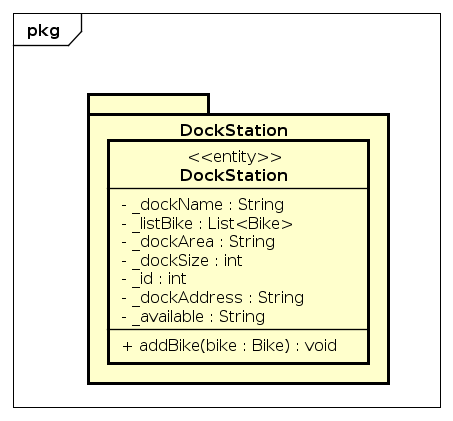 pkg
DockStation
<<entity>>
DockStation
- _dockName : String
- _listBike : List<Bike>
- _dockArea : String
- _dockSize : int
- _id : int
- _dockAddress : String
- _available : String
+ addBike(bike : Bike) : void